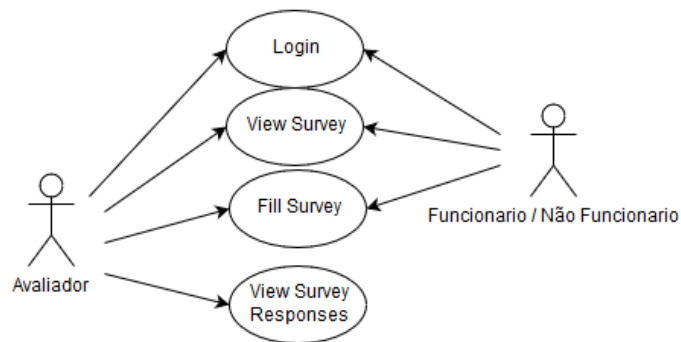 Login
View Survey
Fill Survey
Funcionario / Não Funcionario
Avaliador
View Survey
Responses